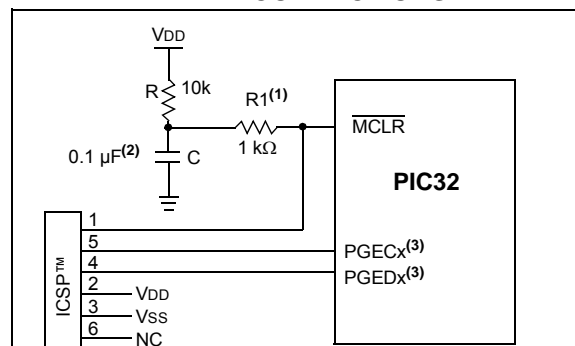 VDD
R 10k
R1(1)
1 kΩ
0.1 µF(2)
C
MCLR
PIC32
PGECx(3)
PGEDx(3)
ICSP™
1
5
4
2 VDD
3 VSS
6 NC